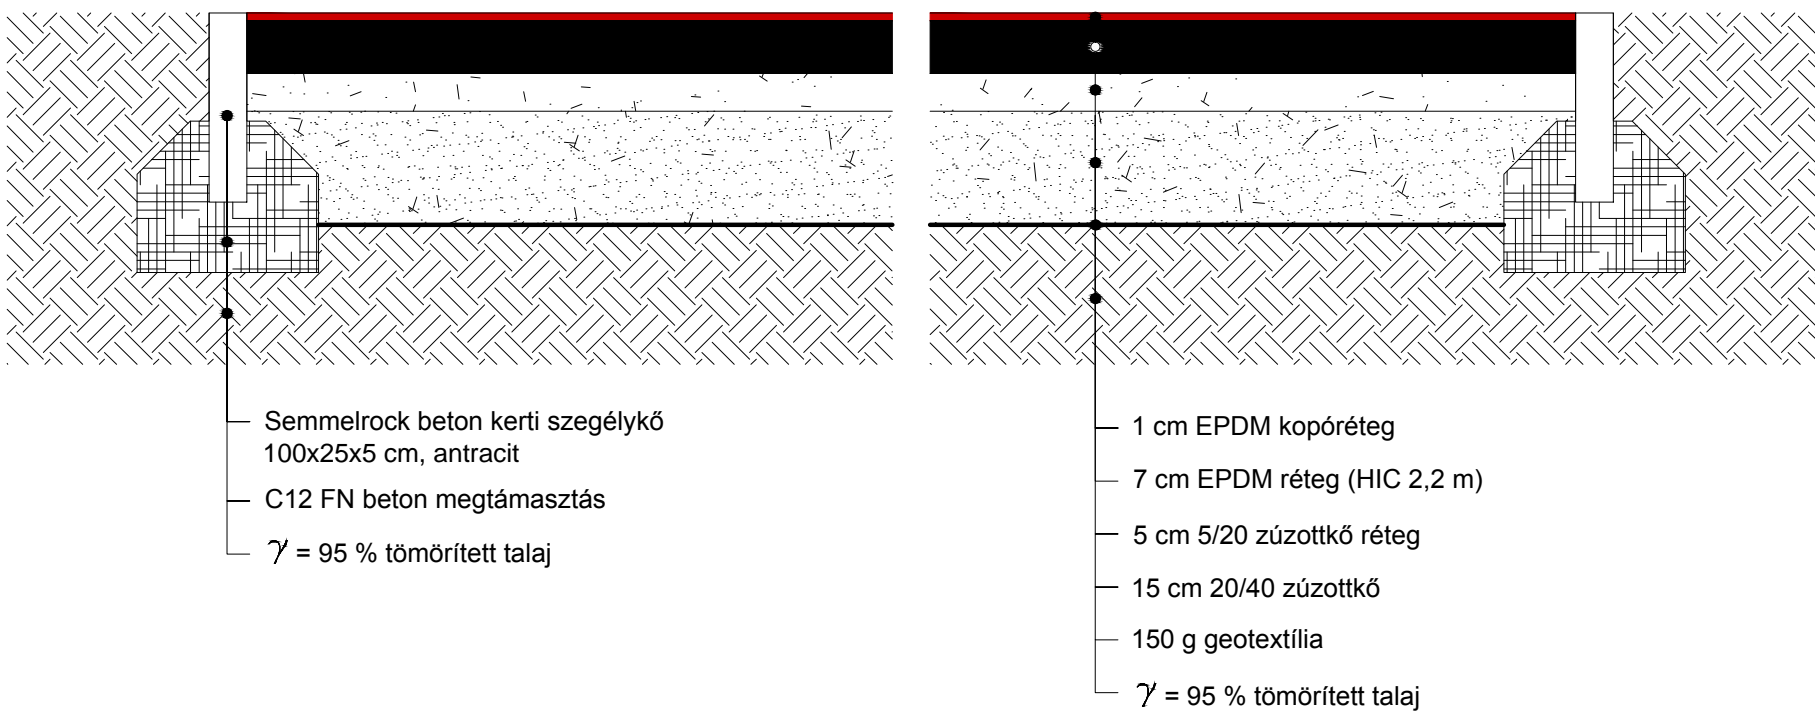 Semmelrock beton kerti szegélykő
100x25x5 cm, antracit
C12 FN beton megtámasztás
γ = 95 % tömörített talaj
1 cm EPDM kopóréteg
7 cm EPDM réteg (HIC 2,2 m)
5 cm 5/20 zúzottkő réteg
15 cm 20/40 zúzottkő
150 g geotextília
γ = 95 % tömörített talaj